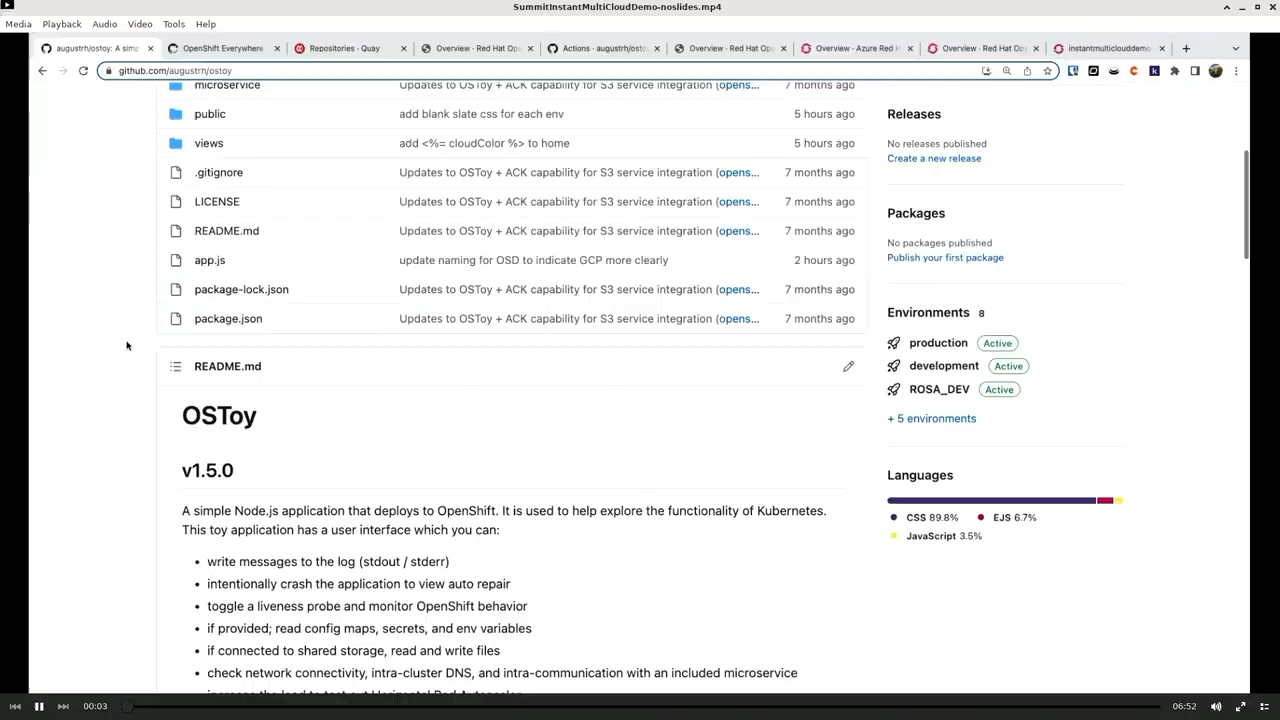 SummitInstantMultiCloudDemo-noslides.mp4
Media Playback Audio Video Tools Help
augustrh/ostoy: A simp
OpenShift Everywhere
Repositories · Quay
Overview · Red Hat Ope
Actions · augustrh/osto
Overview · Red Hat Ope
Overview - Azure Red H
Overview · Red Hat Ope
instantmulticlouddemo
github.com/augustrh/ostoy
microservice Updates to OSToy + ACK capability for S3 service integration (opens... 7 months ago
public add blank slate css for each env 5 hours ago
views add <%= cloudColor %> to home 5 hours ago
.gitignore Updates to OSToy + ACK capability for S3 service integration (opens... 7 months ago
LICENSE Updates to OSToy + ACK capability for S3 service integration (opens... 7 months ago
README.md Updates to OSToy + ACK capability for S3 service integration (opens... 7 months ago
app.js update naming for OSD to indicate GCP more clearly 2 hours ago
package-lock.json Updates to OSToy + ACK capability for S3 service integration (opens... 7 months ago
package.json Updates to OSToy + ACK capability for S3 service integration (opens... 7 months ago
README.md
OSToy
v1.5.0
A simple Node.js application that deploys to OpenShift. It is used to help explore the functionality of Kubernetes.
This toy application has a user interface which you can:
• write messages to the log (stdout / stderr)
• intentionally crash the application to view auto repair
• toggle a liveness probe and monitor OpenShift behavior
• if provided; read config maps, secrets, and env variables
• if connected to shared storage, read and write files
• check network connectivity, intra-cluster DNS, and intra-communication with an included microservice
Releases
No releases published
Create a new release
Packages
No packages published
Publish your first package
Environments 8
production Active
development Active
ROSA_DEV Active
+ 5 environments
Languages
CSS 89.8% EJS 6.7%
JavaScript 3.5%
00:03
06:52